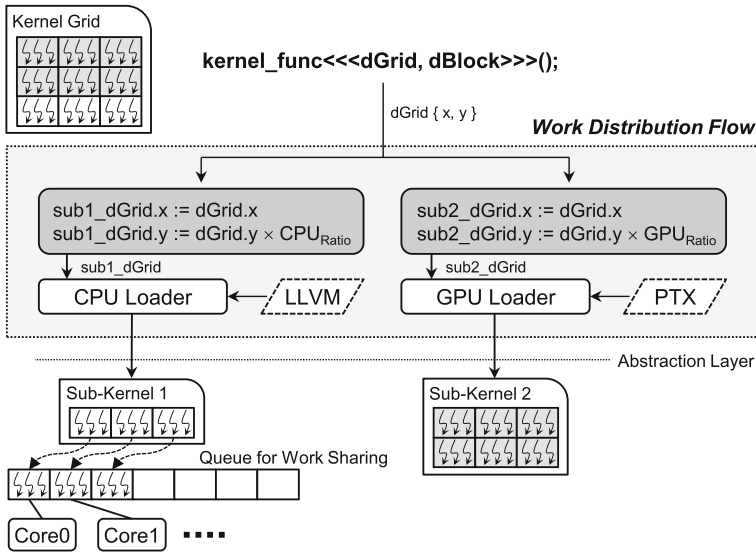 Kernel Grid
kernel_func<<<dGrid, dBlock>>>();
dGrid { x, y }
Work Distribution Flow
sub1_dGrid.x := dGrid.x
sub1_dGrid.y := dGrid.y × CPURatio
sub2_dGrid.x := dGrid.x
sub2_dGrid.y := dGrid.y × GPURatio
sub1_dGrid
sub2_dGrid
CPU Loader
LLVM
GPU Loader
PTX
Abstraction Layer
Sub-Kernel 1
Sub-Kernel 2
Queue for Work Sharing
Core0
Core1